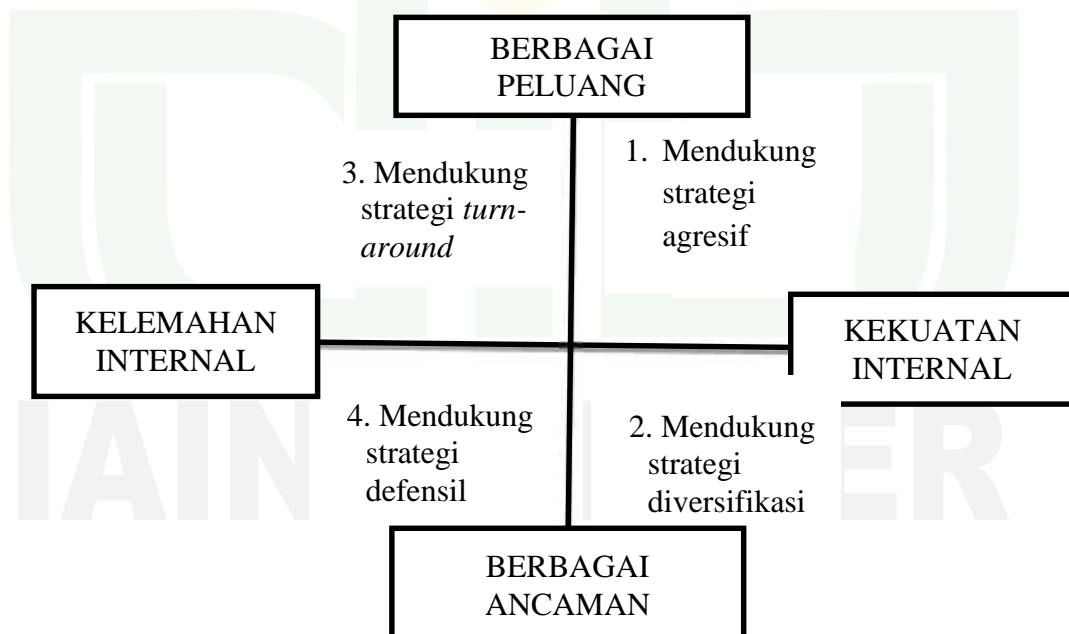 BERBAGAI
PELUANG
3. Mendukung
strategi turn-
around
1. Mendukung
strategi
agresif
KELEMAHAN
INTERNAL
KEKUATAN
INTERNAL
4. Mendukung
strategi
defensil
2. Mendukung
strategi
diversifikasi
IAIN
ER
BERBAGAI
ANCAMAN